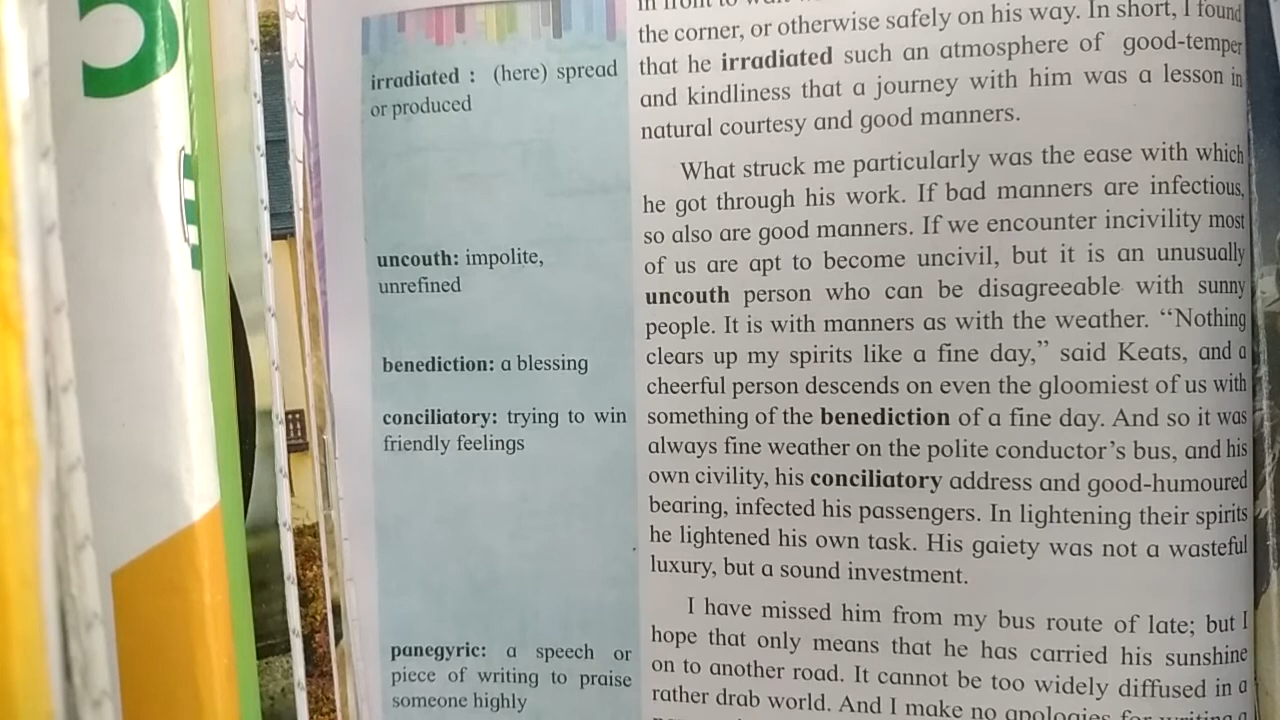 irradiated : (here) spread
or produced
uncouth: impolite,
unrefined
benediction: a blessing
conciliatory: trying to win
friendly feelings
panegyric: a speech or
piece of writing to praise
someone highly
in front to
the corner, or otherwise safely on his way. In short, I found
that he irradiated such an atmosphere of good-temper
and kindliness that a journey with him was a lesson in
natural courtesy and good manners.
What struck me particularly was the ease with which
he got through his work. If bad manners are infectious,
so also are good manners. If we encounter incivility most
of us are apt to become uncivil, but it is an unusually
uncouth person who can be disagreeable with sunny
people. It is with manners as with the weather. “Nothing
clears up my spirits like a fine day,” said Keats, and a
cheerful person descends on even the gloomiest of us with
something of the benediction of a fine day. And so it was
always fine weather on the polite conductor’s bus, and his
own civility, his conciliatory address and good-humoured
bearing, infected his passengers. In lightening their spirits
he lightened his own task. His gaiety was not a wasteful
luxury, but a sound investment.
I have missed him from my bus route of late; but I
hope that only means that he has carried his sunshine
on to another road. It cannot be too widely diffused in a
rather drab world. And I make no apologies for writing a